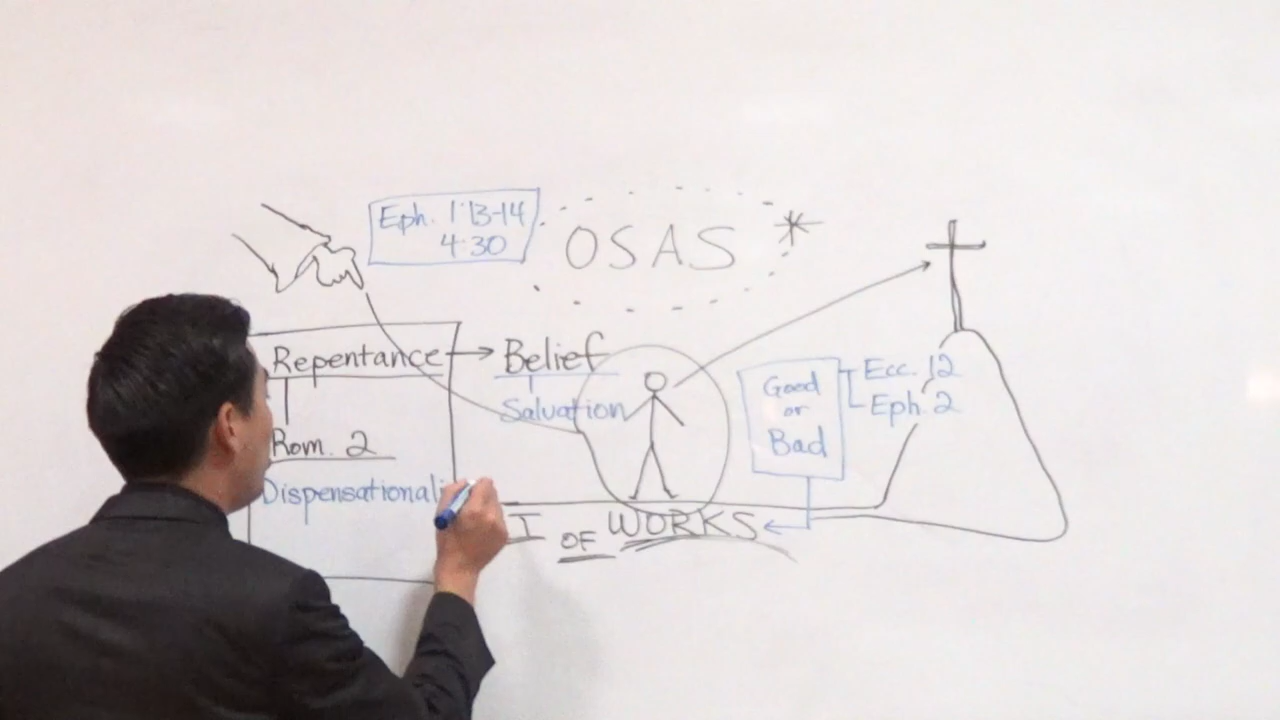 Eph. 1:13-14
4:30
OSAS *
Repentance → Belief
Salvation
Rom. 2
Dispensationali
Good
or
Bad
Ecc. 12
Eph. 2
OF WORKS